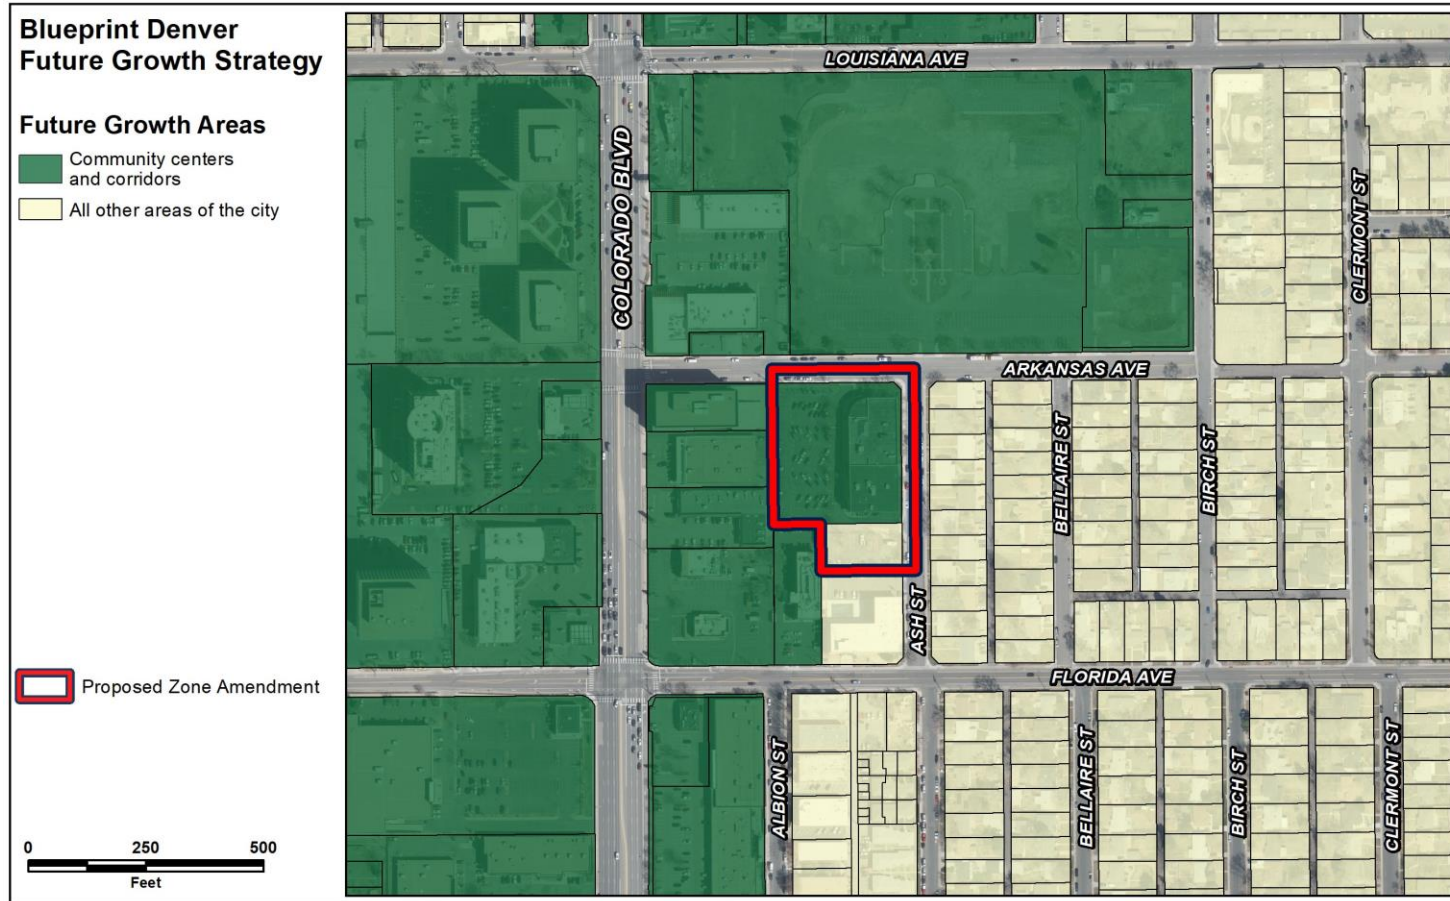 Blueprint Denver
Future Growth Strategy
Future Growth Areas
Community centers
and corridors
All other areas of the city
Proposed Zone Amendment
0 250 500
Feet
LOUISIANA AVE
COLORADO BLVD
CLERMONT ST
ARKANSAS AVE
BELLAIRE ST
BIRCH ST
ASH ST
FLORIDA AVE
ALBION ST
BELLAIRE ST
BIRCH ST
CLERMONT ST